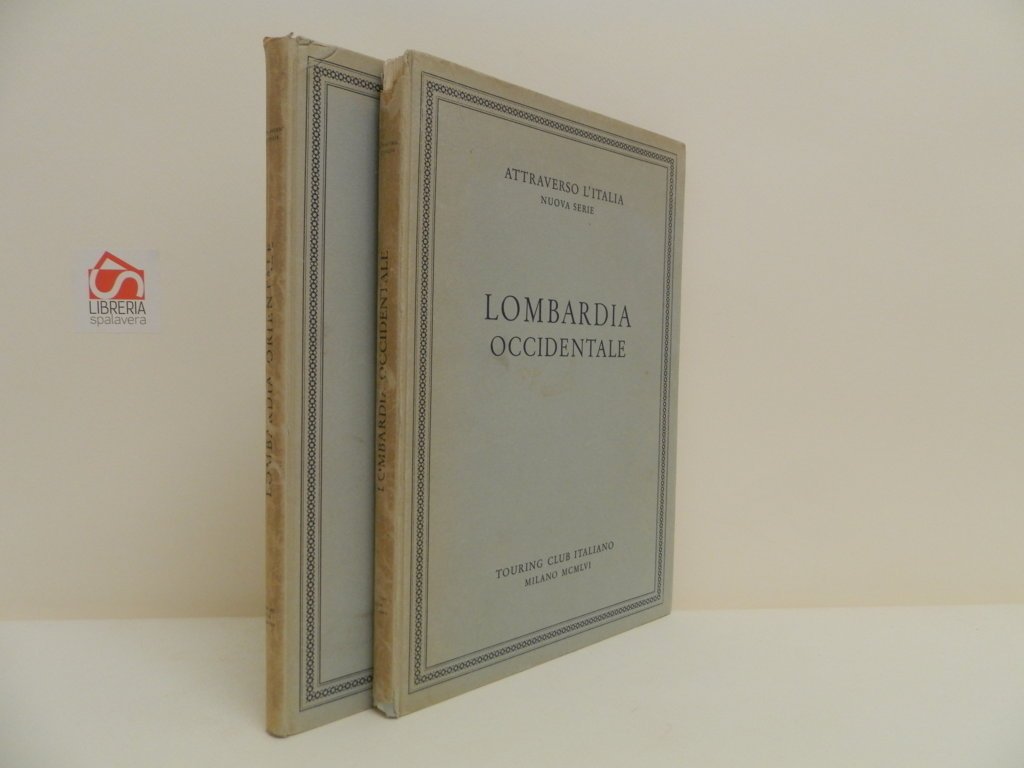 LIBRERIA
spalavera
LOMBARDIA ORIENTALE
LOMBARDIA OCCIDENTALE
ATTRAVERSO L'ITALIA
NUOVA SERIE
LOMBARDIA
OCCIDENTALE
TOURING CLUB ITALIANO
MILANO MCMLVI